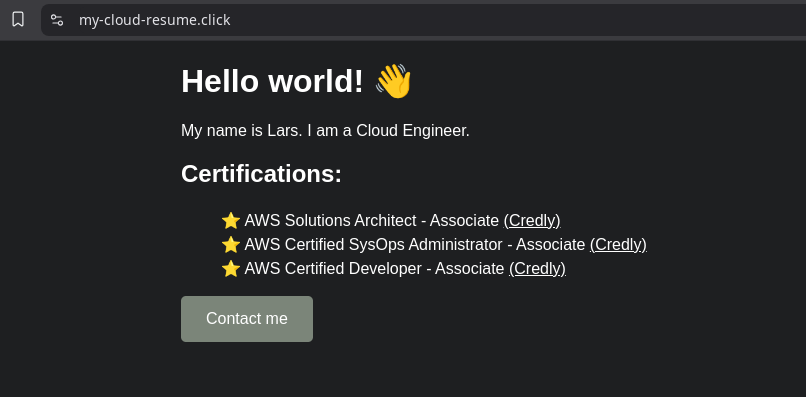 my-cloud-resume.click
Hello world! 👋
My name is Lars. I am a Cloud Engineer.
Certifications:
⭐ AWS Solutions Architect - Associate (Credly)
⭐ AWS Certified SysOps Administrator - Associate (Credly)
⭐ AWS Certified Developer - Associate (Credly)
Contact me